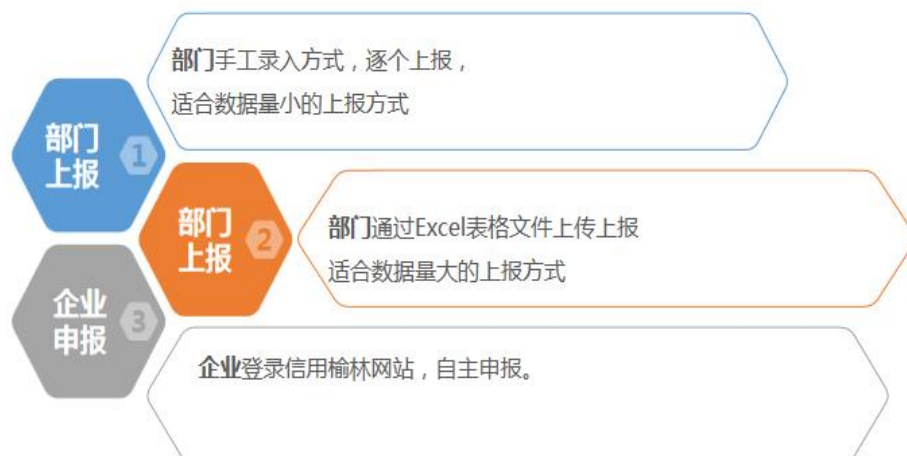 部门手工录入方式，逐个上报，
适合数据量小的上报方式
部门
上报
1
部门
上报
2
部门通过Excel表格文件上传上报
适合数据量大的上报方式
企业
申报
3
企业登录信用榆林网站，自主申报。